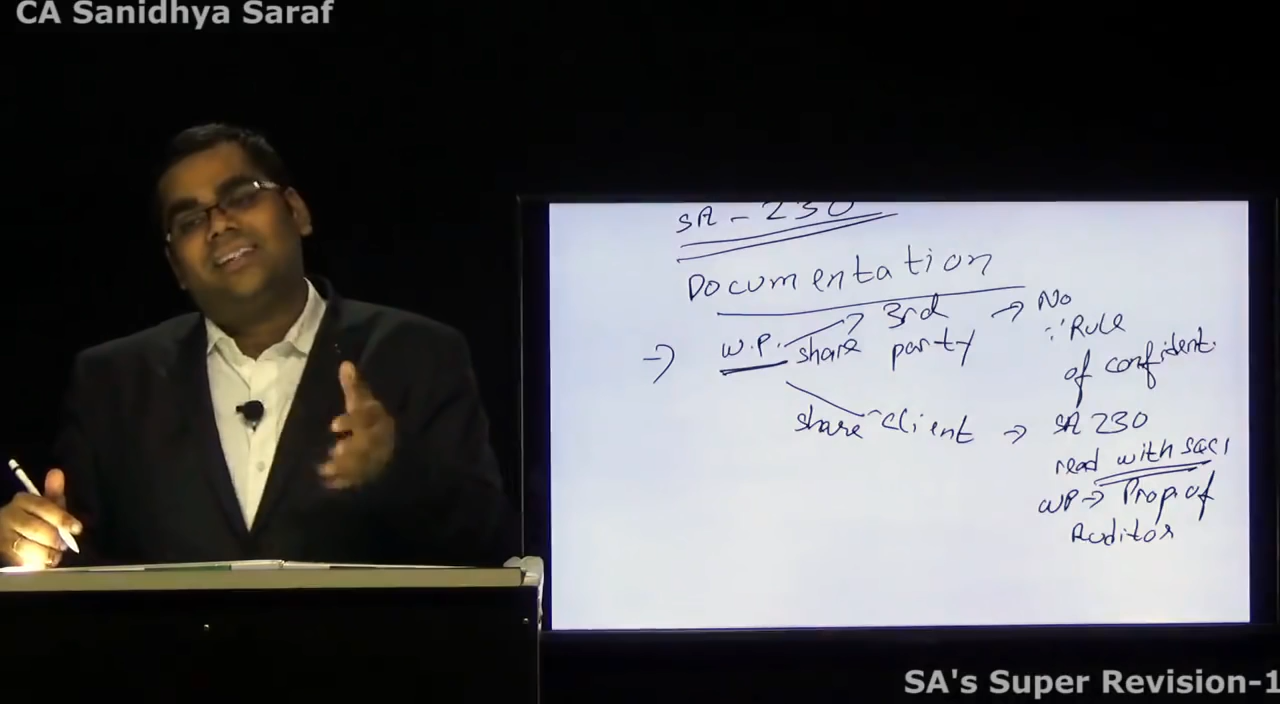 CA Sanidhya Saraf
SA - 230
Documentation
→ W.P. share 3rd party → No
∵ Rule of confident.
share client → SA 230
read with SQC1
WP → Prop. of
Auditor
SA's Super Revision-1